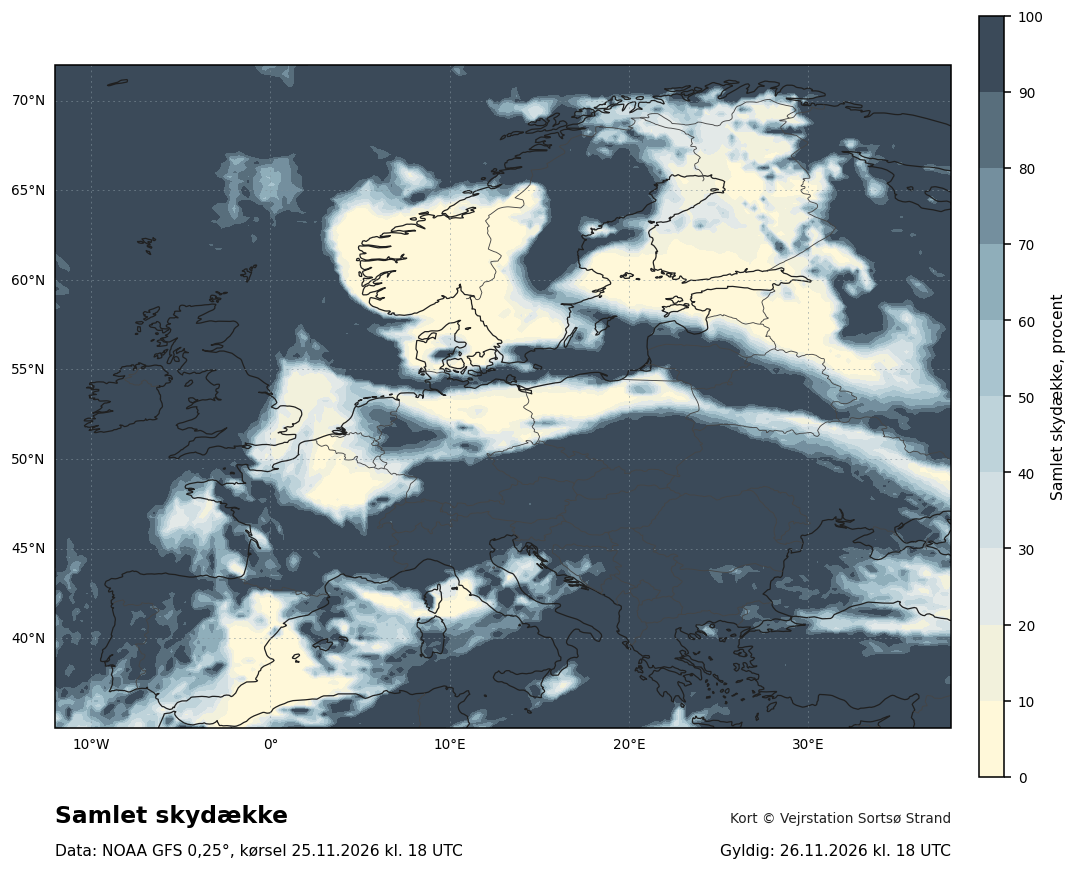 100
90
80
70
60
50
40
30
20
10
0
Samlet skydække, procent
70°N
65°N
60°N
55°N
50°N
45°N
40°N
10°W
0°
10°E
20°E
30°E
Samlet skydække
Kort © Vejrstation Sortsø Strand
Data: NOAA GFS 0,25°, kørsel 25.11.2026 kl. 18 UTC
Gyldig: 26.11.2026 kl. 18 UTC